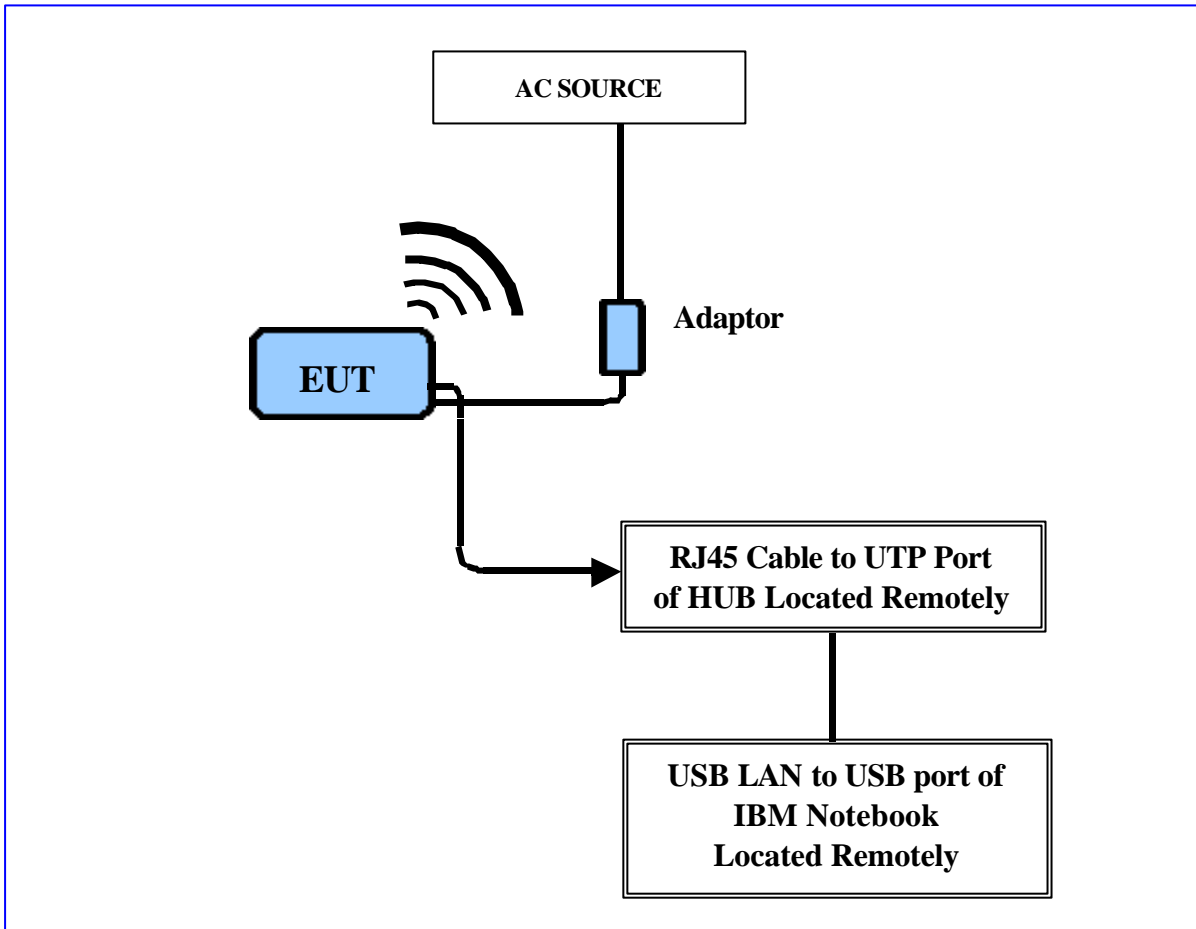 AC SOURCE
Adaptor
EUT
RJ45 Cable to UTP Port
of HUB Located Remotely
USB LAN to USB port of
IBM Notebook
Located Remotely